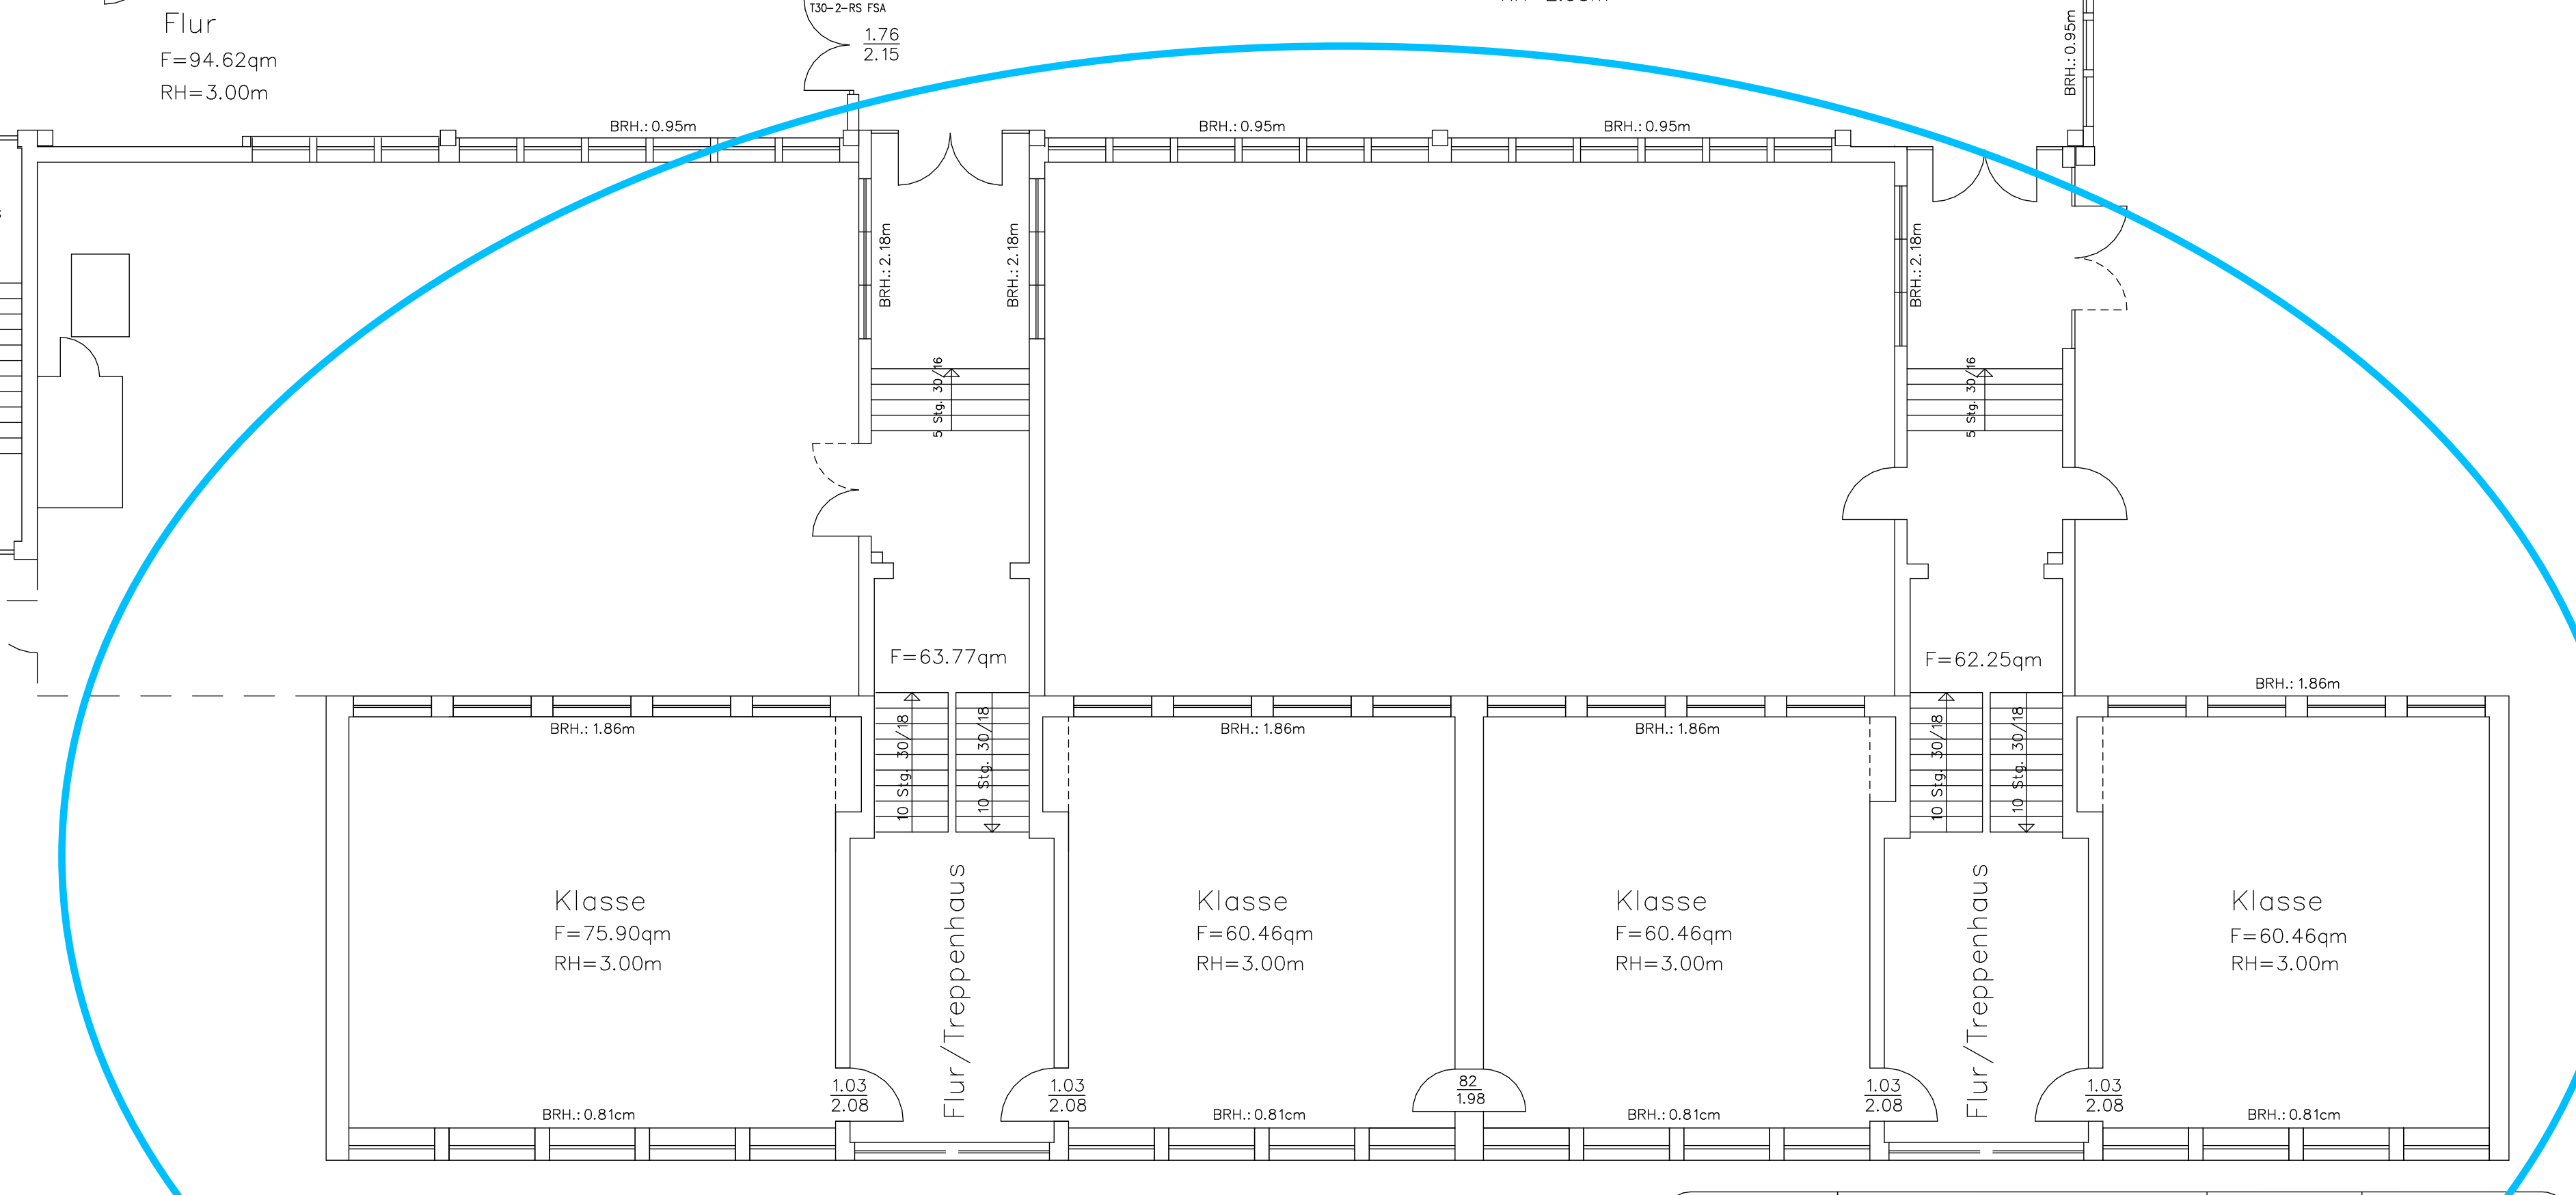 T30-2-RS FSA
1.76
2.15
Flur
F=94.62qm
RH=3.00m
BRH.: 0.95m
BRH.: 0.95m
BRH.: 0.95m
BRH.: 0.95m
BRH.: 2.18m
BRH.: 2.18m
BRH.: 2.18m
5 Stg. 30/16
5 Stg. 30/16
F=63.77qm
F=62.25qm
BRH.: 1.86m
BRH.: 1.86m
BRH.: 1.86m
BRH.: 1.86m
10 Stg. 30/18
10 Stg. 30/18
10 Stg. 30/18
10 Stg. 30/18
Klasse
F=75.90qm
RH=3.00m
Flur/Treppenhaus
Klasse
F=60.46qm
RH=3.00m
Klasse
F=60.46qm
RH=3.00m
Flur/Treppenhaus
Klasse
F=60.46qm
RH=3.00m
1.03
2.08
1.03
2.08
82
1.98
1.03
2.08
1.03
2.08
BRH.: 0.81cm
BRH.: 0.81cm
BRH.: 0.81cm
BRH.: 0.81cm